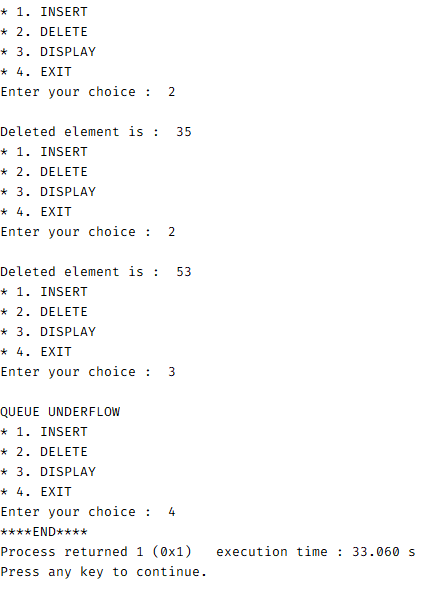 * 1. INSERT
* 2. DELETE
* 3. DISPLAY
* 4. EXIT
Enter your choice :  2

Deleted element is :  35
* 1. INSERT
* 2. DELETE
* 3. DISPLAY
* 4. EXIT
Enter your choice :  2

Deleted element is :  53
* 1. INSERT
* 2. DELETE
* 3. DISPLAY
* 4. EXIT
Enter your choice :  3

QUEUE UNDERFLOW
* 1. INSERT
* 2. DELETE
* 3. DISPLAY
* 4. EXIT
Enter your choice :  4
****END****
Process returned 1 (0x1)   execution time : 33.060 s
Press any key to continue.